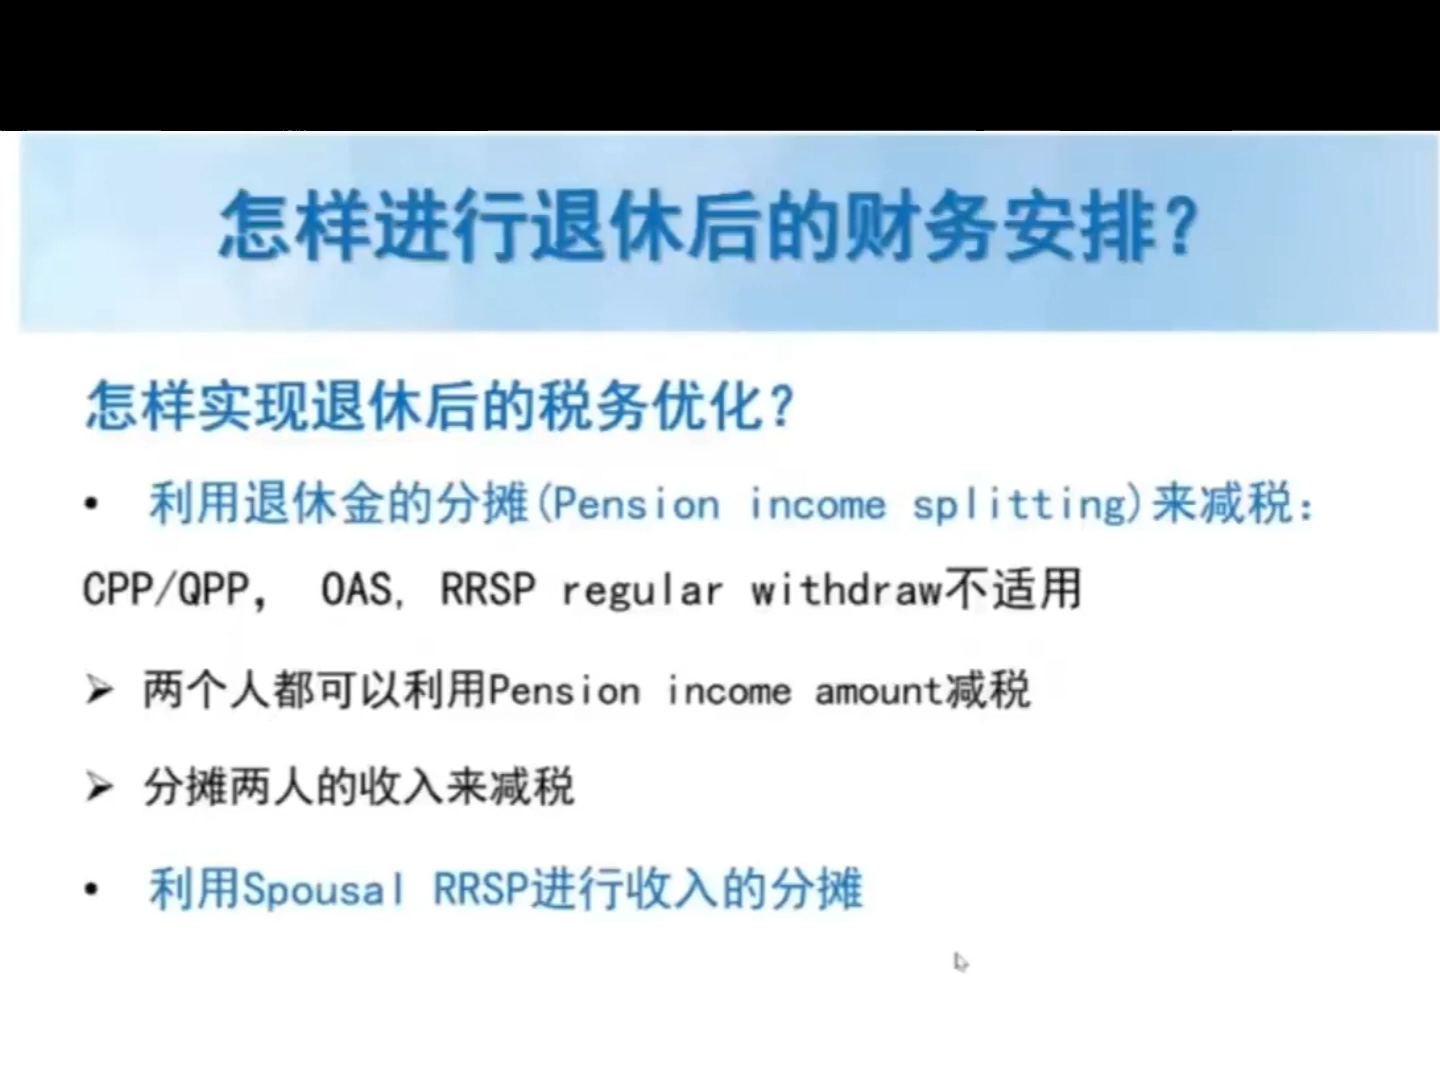 怎样进行退休后的财务安排?
怎样实现退休后的税务优化?
• 利用退休金的分摊(Pension income splitting)来减税:
CPP/QPP, OAS, RRSP regular withdraw不适用
➢ 两个人都可以利用Pension income amount减税
➢ 分摊两人的收入来减税
• 利用Spousal RRSP进行收入的分摊